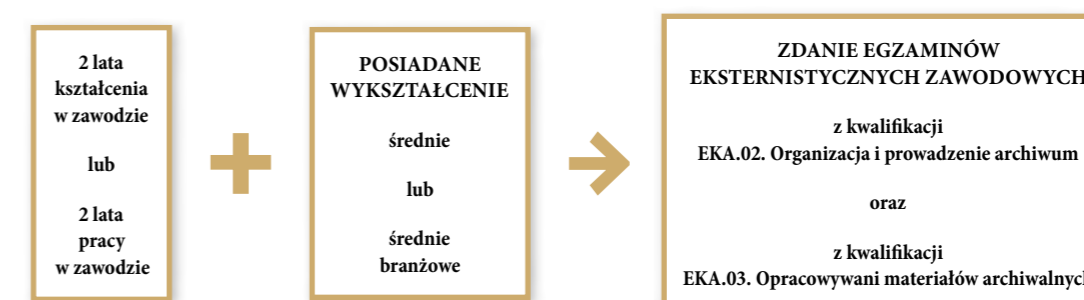 2 lata
kształcenia
w zawodzie
lub
2 lata
pracy
w zawodzie
POSIADANE
WYKSZTAŁCENIE
średnie
lub
średnie
branżowe
ZDANIE EGZAMINÓW
EKSTERNISTYCZNYCH ZAWODOWYCH
z kwalifikacji
EKA.02. Organizacja i prowadzenie archiwum
oraz
z kwalifikacji
EKA.03. Opracowywani materiałów archiwalnych